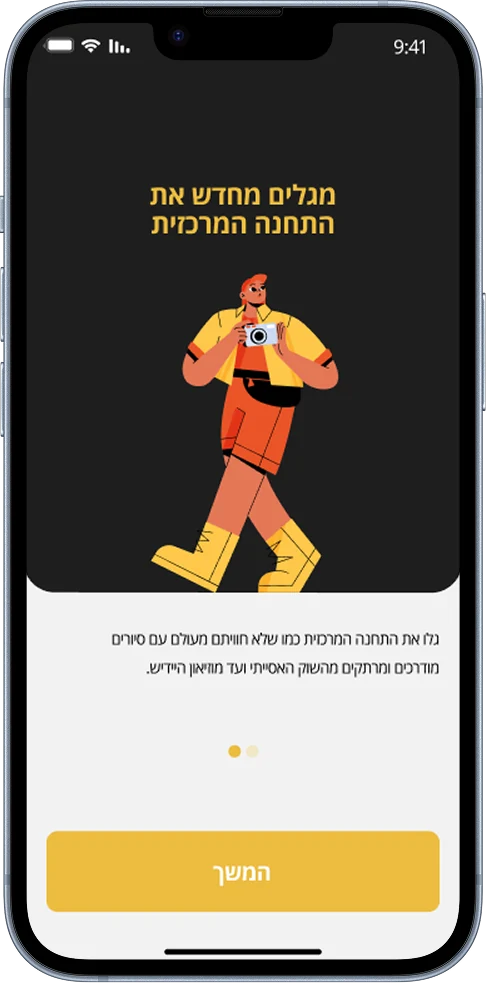 9:41
מגלים מחדש את
התחנה המרכזית
גלו את התחנה המרכזית כמו שלא חוויתם מעולם עם סיורים
מודרכים ומרתקים מהשוק האסייתי ועד מוזיאון היידיש.
המשך